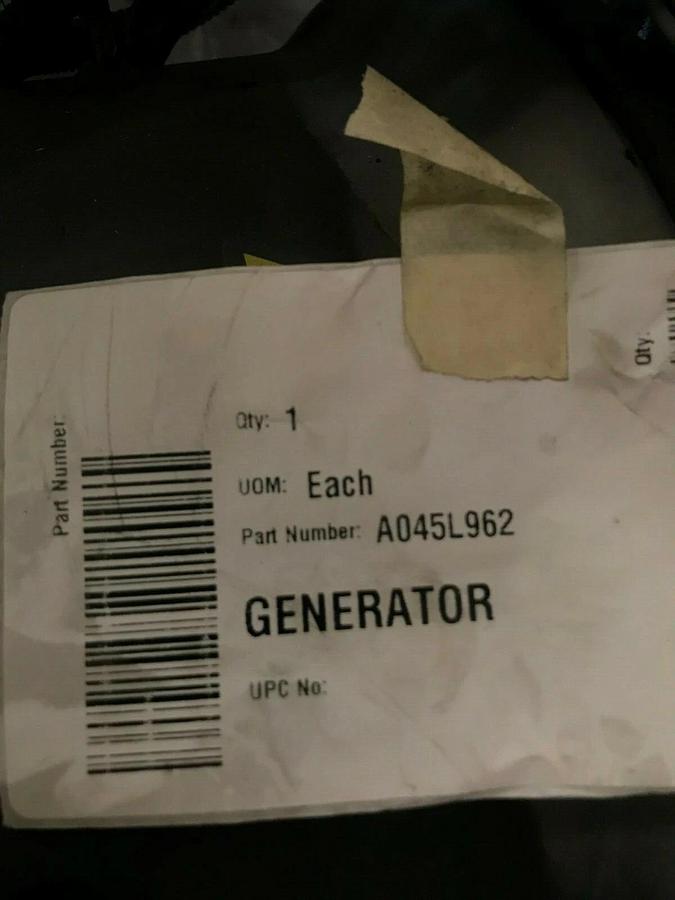 Qty: 1
UOM: Each
Part Number: A045L962
GENERATOR
UPC No:
Part Number:
Qty: